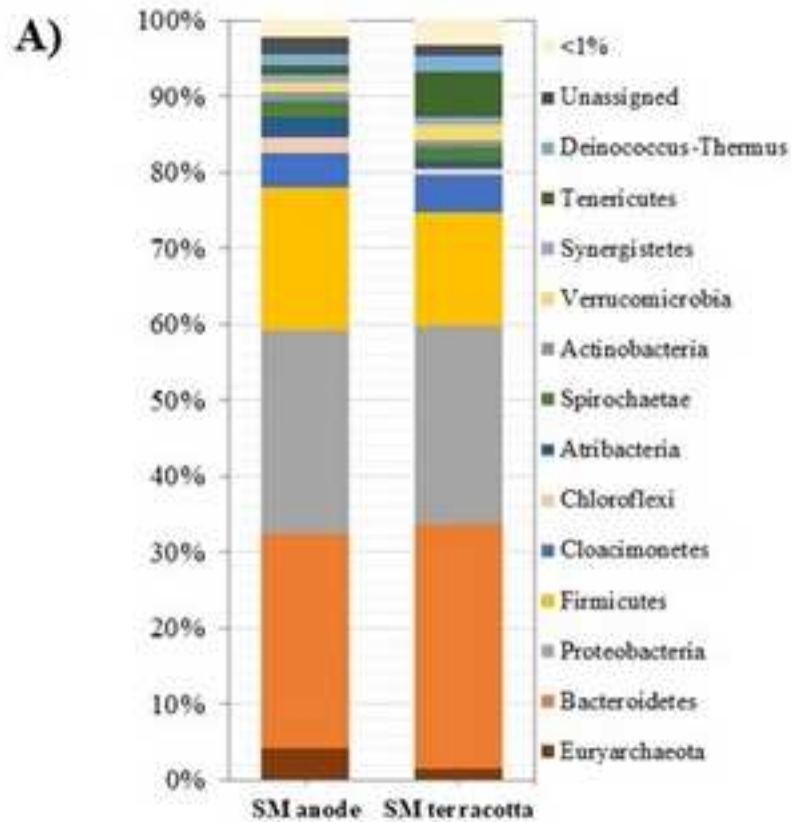 A)
100%
90%
80%
70%
60%
50%
40%
30%
20%
10%
0%
SM anode SM terracotta
<1%
Unassigned
Deinococcus-Thermus
Tenericutes
Synergistetes
Verrucomicrobia
Actinobacteria
Spirochaetae
Atribacteria
Chloroflexi
Cloacimonetes
Firmicutes
Proteobacteria
Bacteroidetes
Euryarchaeota